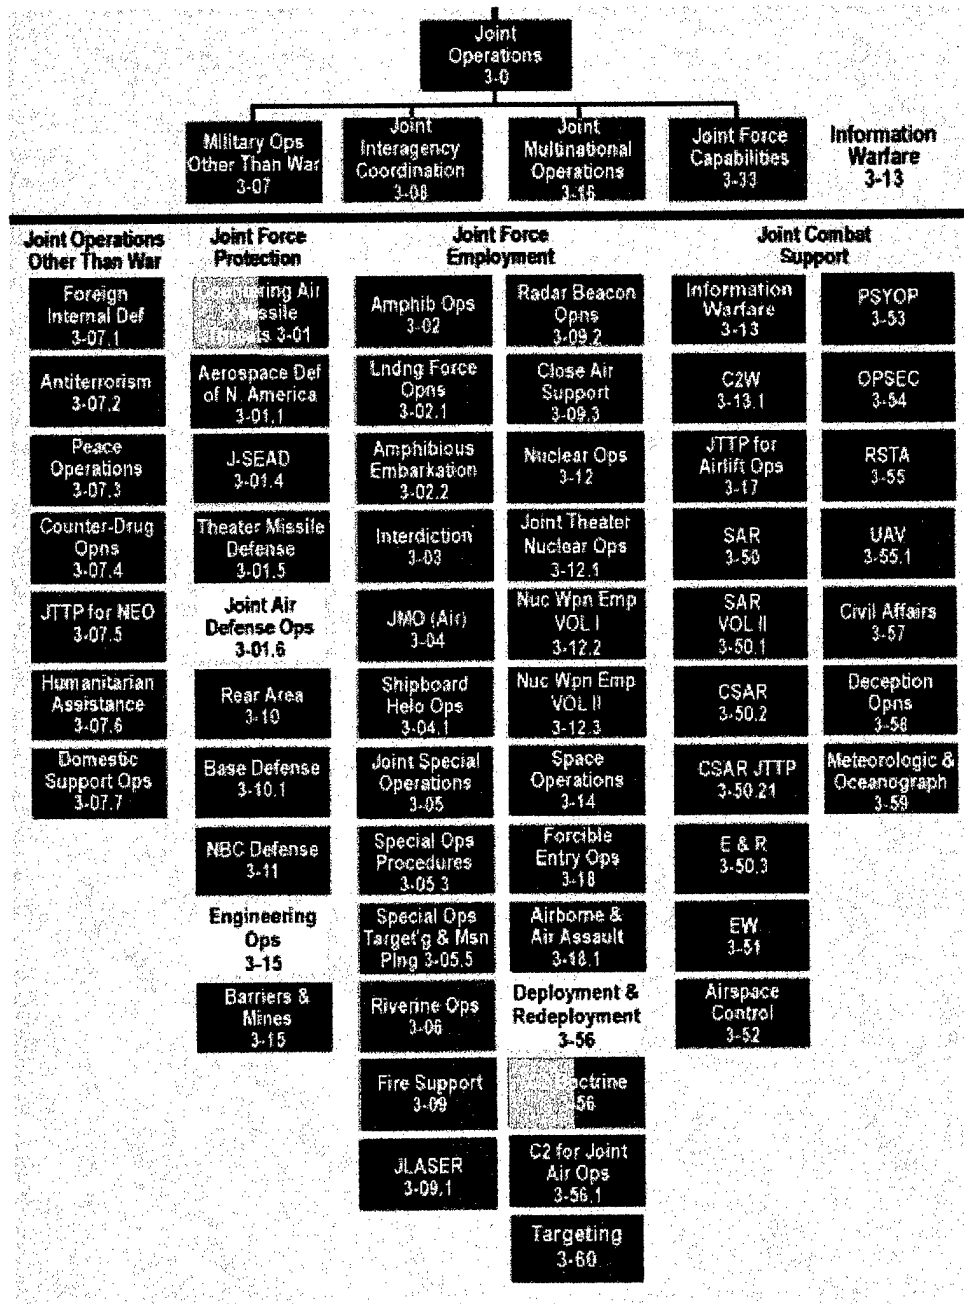 Joint
Operations
3-0
Military Ops
Other Than War
3-07
Joint
Interagency
Coordination
3-08
Joint
Multinational
Operations
3-16
Joint Force
Capabilities
3-33
Information
Warfare
3-13
Joint Operations
Other Than War
Foreign
Internal Def
3-07.1
Antiterrorism
3-07.2
Peace
Operations
3-07.3
Counter-Drug
Opns
3-07.4
JTTP for NEO
3-07.5
Humanitarian
Assistance
3-07.6
Domestic
Support Ops
3-07.7
Joint Force
Protection
Countering Air
& Missile
Threats 3-01
Aerospace Def
of N. America
3-01.1
J-SEAD
3-01.4
Theater Missile
Defense
3-01.5
Joint Air
Defense Ops
3-01.6
Rear Area
3-10
Base Defense
3-10.1
NBC Defense
3-11
Engineering
Ops
3-15
Barriers &
Mines
3-15
Joint Force
Employment
Amphib Ops
3-02
Lndng Force
Opns
3-02.1
Amphibious
Embarkation
3-02.2
Interdiction
3-03
JMO (Air)
3-04
Shipboard
Helo Ops
3-04.1
Joint Special
Operations
3-05
Special Ops
Procedures
3-05.3
Special Ops
Target'g & Msn
Plng 3-05.5
Riverine Ops
3-06
Fire Support
3-09
JLASER
3-09.1
Radar Beacon
Opns
3-09.2
Close Air
Support
3-09.3
Nuclear Ops
3-12
Joint Theater
Nuclear Ops
3-12.1
Nuc Wpn Emp
VOL I
3-12.2
Nuc Wpn Emp
VOL II
3-12.3
Space
Operations
3-14
Forcible
Entry Ops
3-18
Airborne &
Air Assault
3-18.1
Deployment &
Redeployment
3-56
Doctrine
56
C2 for Joint
Air Ops
3-56.1
Targeting
3-60
Joint Combat
Support
Information
Warfare
3-13
C2W
3-13.1
JTTP for
Airlift Ops
3-17
SAR
3-50
SAR
VOL II
3-50.1
CSAR
3-50.2
CSAR JTTP
3-50.21
E & R
3-50.3
EW
3-51
Airspace
Control
3-52
PSYOP
3-53
OPSEC
3-54
RSTA
3-55
UAV
3-55.1
Civil Affairs
3-57
Deception
Opns
3-58
Meteorologic &
Oceanograph
3-59